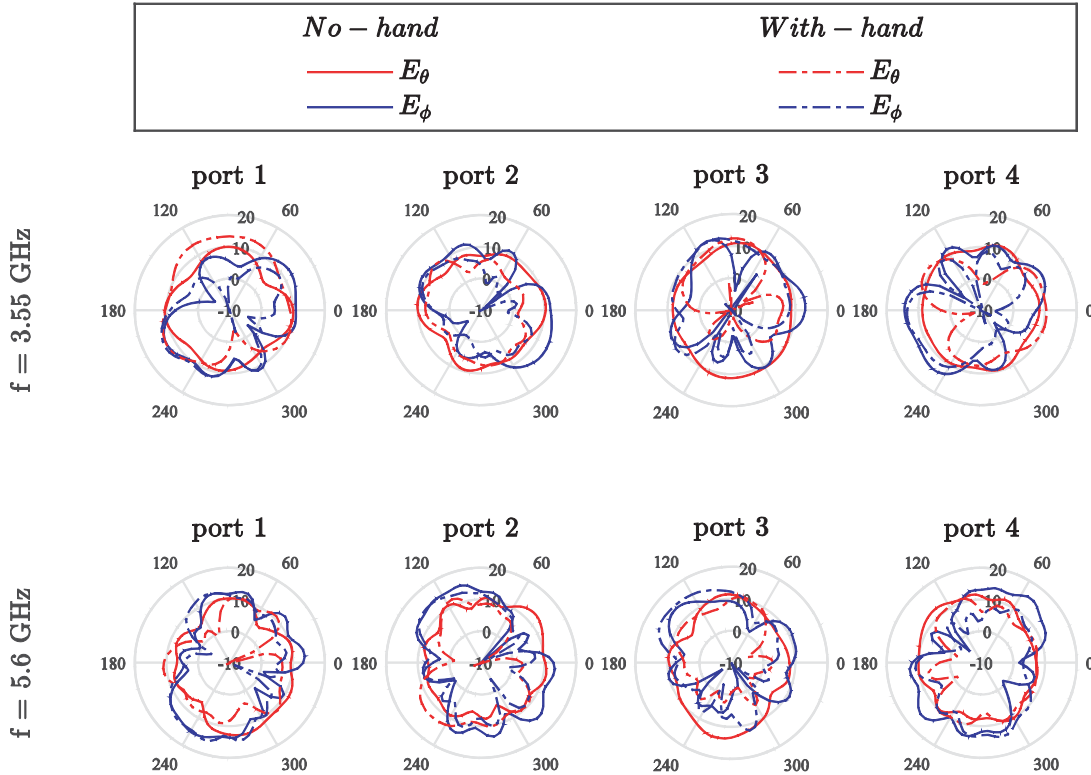 No − hand With − hand
E_θ E_θ
E_ϕ E_ϕ
f = 3.55 GHz
port 1 port 2 port 3 port 4
120 60 120 60 120 60 120 60
20 20 20 20
10 10 10 10
0 0 0 0
180 -10 0 180 -10 0 180 -10 0 180 -10 0
240 300 240 300 240 300 240 300
f = 5.6 GHz
port 1 port 2 port 3 port 4
120 60 120 60 120 60 120 60
20 20 20 20
10 10 10 10
0 0 0 0
180 -10 0 180 -10 0 180 -10 0 180 -10 0
240 300 240 300 240 300 240 300